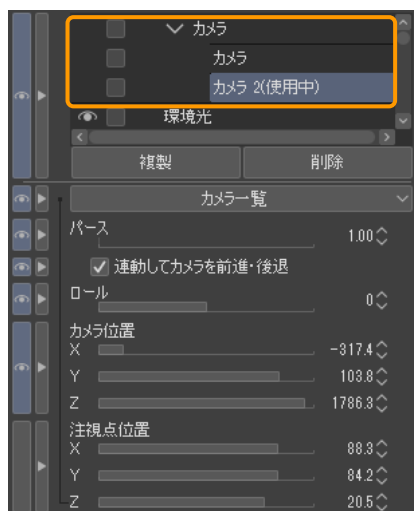 カメラ
カメラ
カメラ 2(使用中)
環境光
複製 削除
カメラ一覧
パース 1.00
連動してカメラを前進・後退
ロール 0
カメラ位置
X -317.4
Y 103.8
Z 1786.3
注視点位置
X 88.3
Y 84.2
Z 20.5